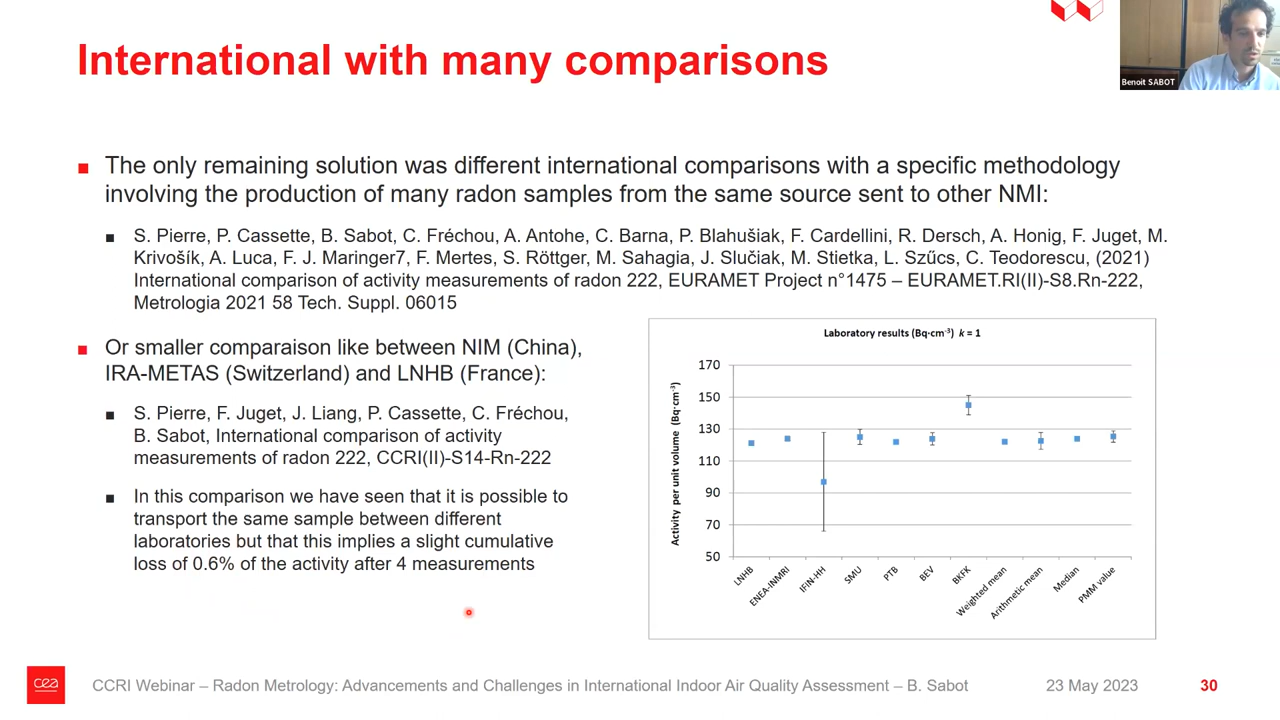 International with many comparisons
Benoit SABOT
The only remaining solution was different international comparisons with a specific methodology
involving the production of many radon samples from the same source sent to other NMI:
S. Pierre, P. Cassette, B. Sabot, C. Fréchou, A. Antohe, C. Barna, P. Blahušiak, F. Cardellini, R. Dersch, A. Honig, F. Juget, M.
Krivošík, A. Luca, F. J. Maringer7, F. Mertes, S. Röttger, M. Sahagia, J. Slučiak, M. Stietka, L. Szűcs, C. Teodorescu, (2021)
International comparison of activity measurements of radon 222, EURAMET Project n°1475 – EURAMET.RI(II)-S8.Rn-222,
Metrologia 2021 58 Tech. Suppl. 06015
Or smaller comparaison like between NIM (China),
IRA-METAS (Switzerland) and LNHB (France):
S. Pierre, F. Juget, J. Liang, P. Cassette, C. Fréchou,
B. Sabot, International comparison of activity
measurements of radon 222, CCRI(II)-S14-Rn-222
In this comparison we have seen that it is possible to
transport the same sample between different
laboratories but that this implies a slight cumulative
loss of 0.6% of the activity after 4 measurements
Laboratory results (Bq·cm⁻³) k = 1
Activity per unit volume (Bq·cm⁻³)
170
150
130
110
90
70
50
LNHB
ENEA-INMRI
IFIN-HH
SMU
PTB
BEV
BKFK
Weighted mean
Arithmetic mean
Median
PMM value
cea
CCRI Webinar – Radon Metrology: Advancements and Challenges in International Indoor Air Quality Assessment – B. Sabot
23 May 2023
30